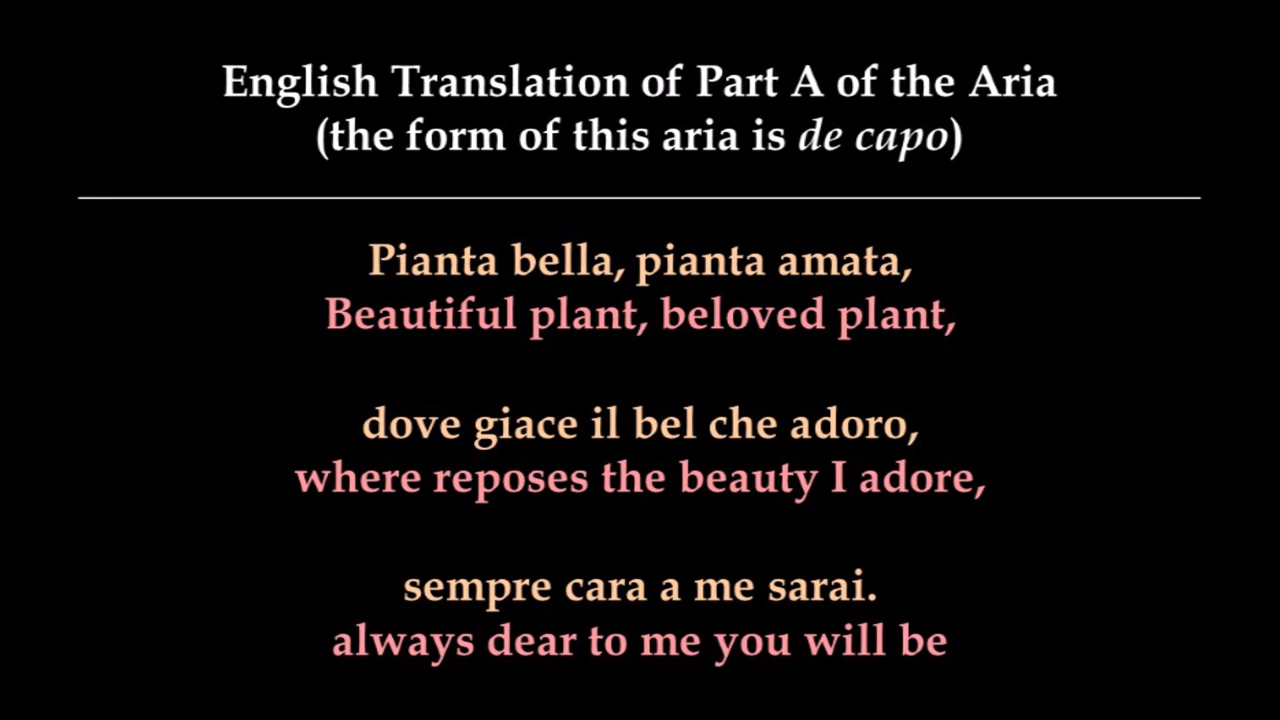 English Translation of Part A of the Aria
(the form of this aria is de capo)
Pianta bella, pianta amata,
Beautiful plant, beloved plant,
dove giace il bel che adoro,
where reposes the beauty I adore,
sempre cara a me sarai.
always dear to me you will be